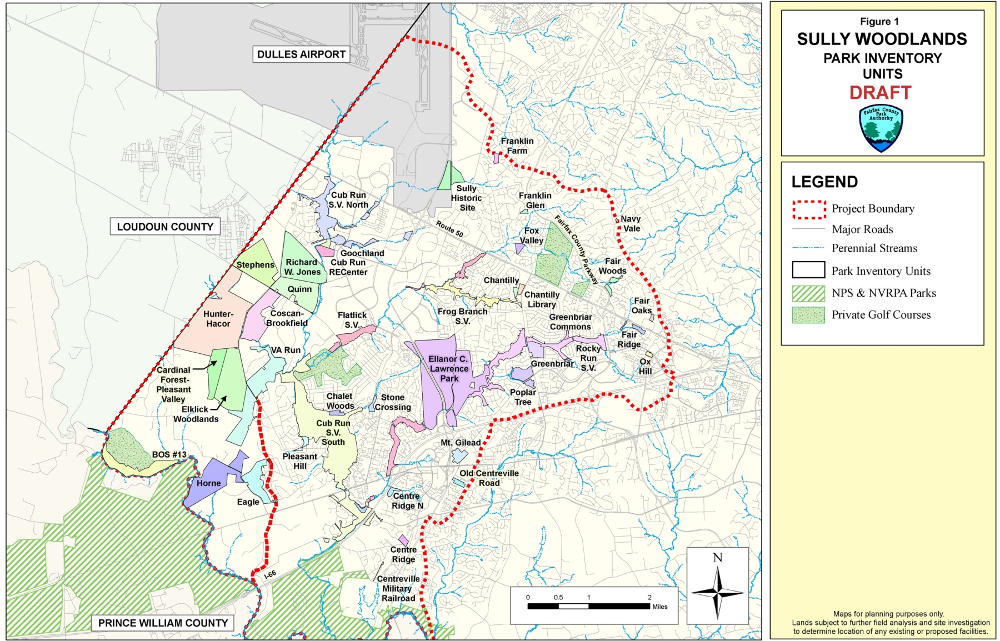 Figure 1
SULLY WOODLANDS
PARK INVENTORY
UNITS
DRAFT
Fairfax County
Park
Authority
LEGEND
Project Boundary
Major Roads
Perennial Streams
Park Inventory Units
NPS & NVRPA Parks
Private Golf Courses
Maps for planning purposes only.
Lands subject to further field analysis and site investigation
to determine location of any existing or proposed facilities.
DULLES AIRPORT
Franklin
Farm
Sully
Historic
Site
Cub Run
S.V. North
Franklin
Glen
Navy
Vale
LOUDOUN COUNTY
Route 50
Fairfax County Parkway
Fox
Valley
Goochland
Cub Run
RECenter
Stephens
Richard
W. Jones
Fair
Woods
Chantilly
Quinn
Chantilly
Library
Fair
Oaks
Hunter-
Hacor
Coscan-
Brookfield
Flatlick
S.V.
Frog Branch
S.V.
Greenbriar
Commons
Fair
Ridge
VA Run
Ellanor C.
Lawrence
Park
Greenbriar
Rocky
Run
S.V.
Ox
Hill
Cardinal
Forest-
Pleasant
Valley
Elklick
Woodlands
Chalet
Woods
Stone
Crossing
Poplar
Tree
Cub Run
S.V.
South
Mt. Gilead
BOS #13
Pleasant
Hill
Horne
Old Centreville
Road
Eagle
Centre
Ridge N
Centre
Ridge
I-66
Centreville
Military
Railroad
PRINCE WILLIAM COUNTY
0 0.5 1 2
Miles
N